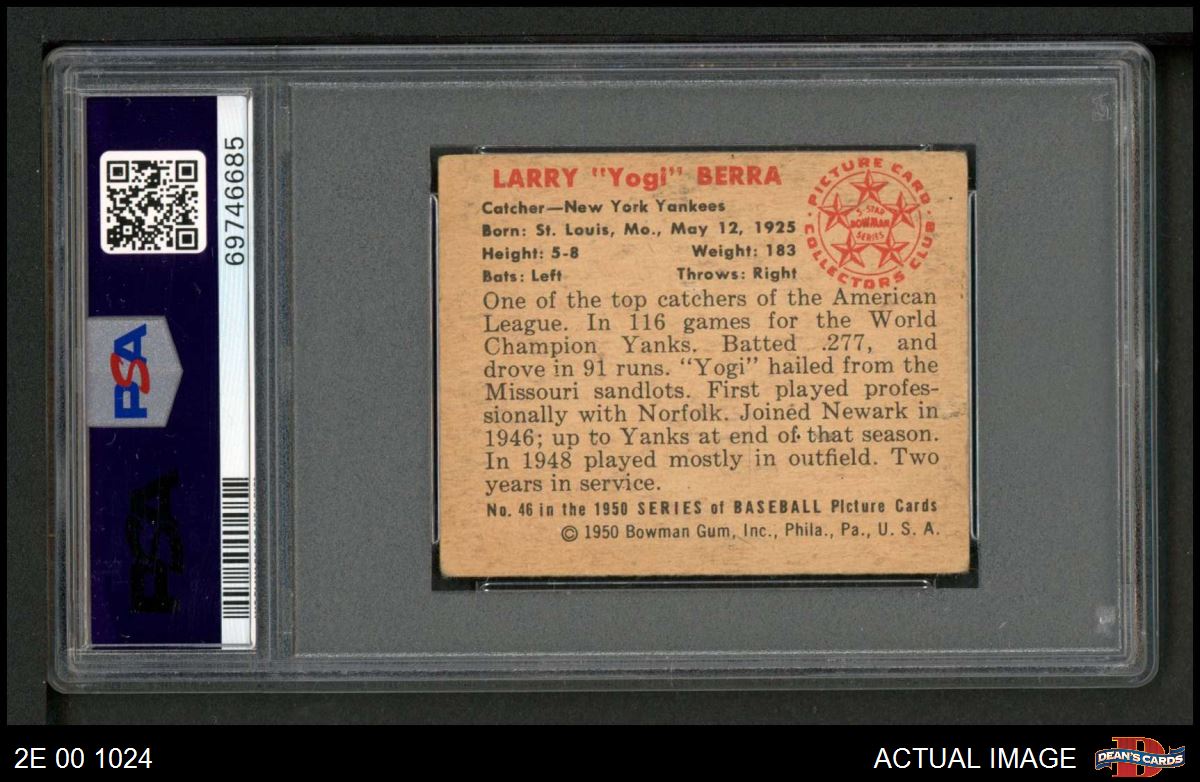 69746685
PSA
PSA
LARRY "Yogi" BERRA
Catcher—New York Yankees
Born: St. Louis, Mo., May 12, 1925
Height: 5-8 Weight: 183
Bats: Left Throws: Right
PICTURE CARD
COLLECTORS CLUB
5-STAR
BOWMAN
SERIES
One of the top catchers of the American
League. In 116 games for the World
Champion Yanks. Batted .277, and
drove in 91 runs. "Yogi" hailed from the
Missouri sandlots. First played profes-
sionally with Norfolk. Joined Newark in
1946; up to Yanks at end of that season.
In 1948 played mostly in outfield. Two
years in service.
No. 46 in the 1950 SERIES of BASEBALL Picture Cards
© 1950 Bowman Gum, Inc., Phila., Pa., U. S. A.
2E 00 1024
ACTUAL IMAGE
D
DEAN'S CARDS